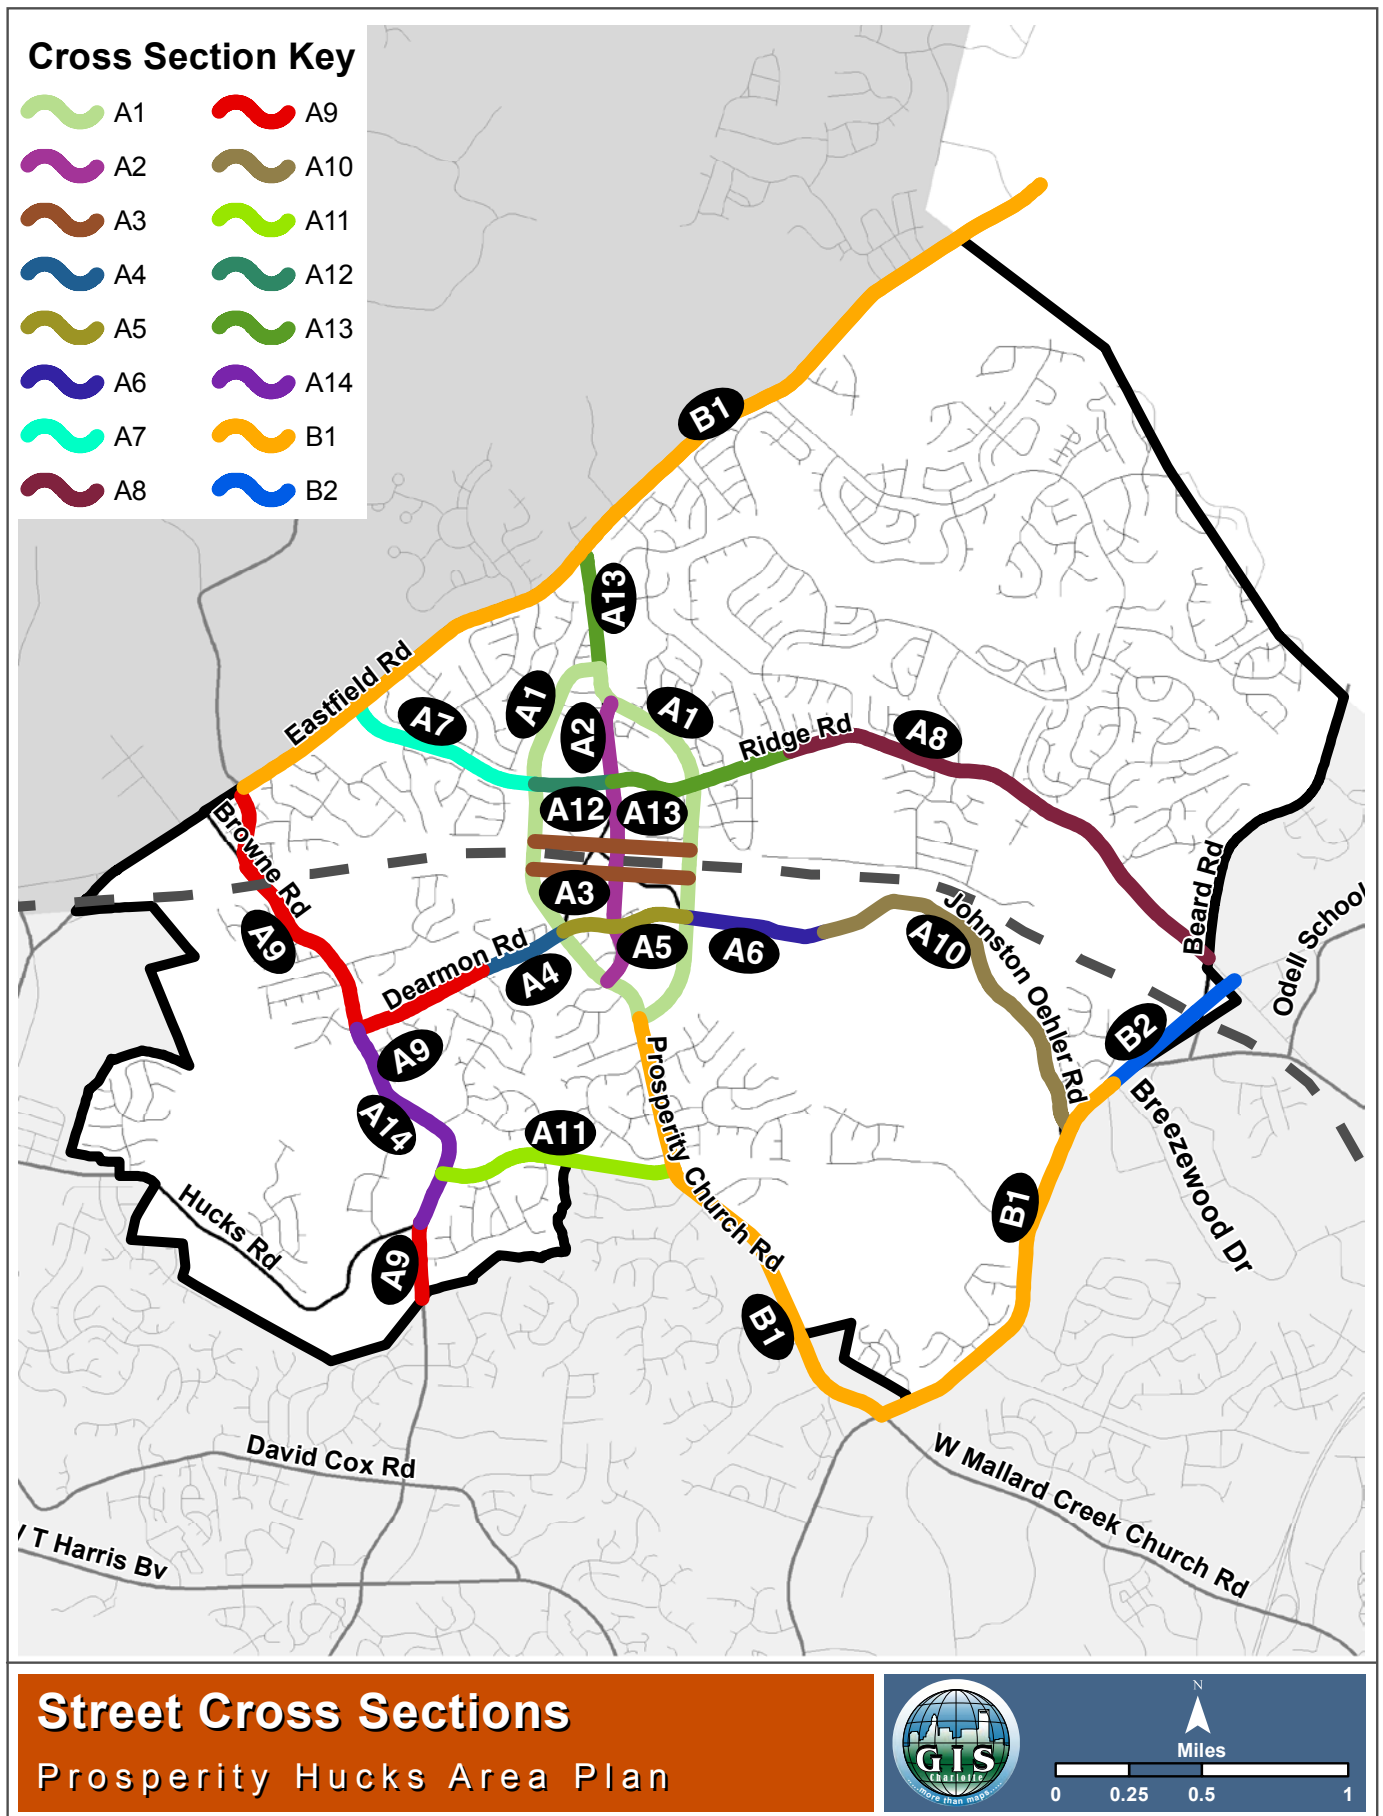 Cross Section Key
A1
A2
A3
A4
A5
A6
A7
A8
A9
A10
A11
A12
A13
A14
B1
B2
B1
A13
Eastfield Rd
A7
A1
A2
A1
Ridge Rd
A8
A12
A13
Browne Rd
A3
A9
Dearmon Rd
A4
A5
A6
A10
Johnston Oehler Rd
Beard Rd
Odell School
B2
A9
A14
A11
Prosperity Church Rd
Breezewood Dr
B1
Hucks Rd
A9
B1
David Cox Rd
W Mallard Creek Church Rd
T Harris Bv
Street Cross Sections
Prosperity Hucks Area Plan
GIS
Charlotte
....more than maps....
N
Miles
0 0.25 0.5 1